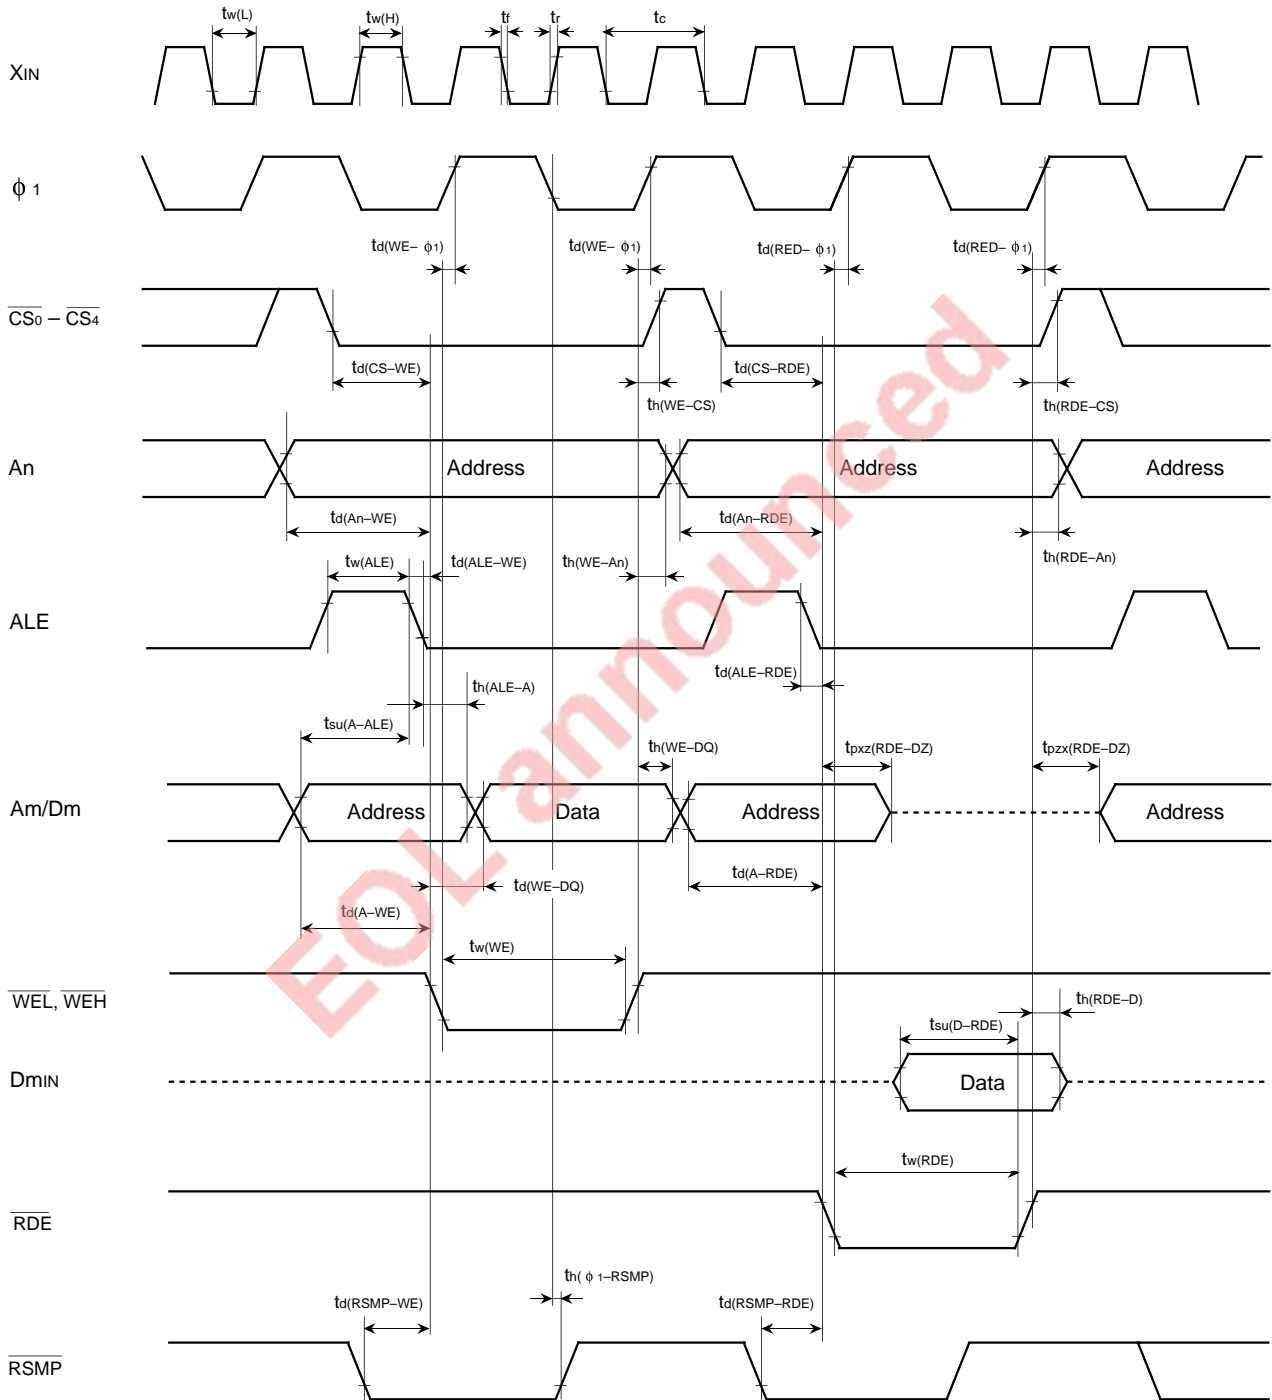 tw(L) tw(H) tf tr tc
XIN
ϕ 1
td(WE– ϕ1) td(WE– ϕ1) td(RED– ϕ1) td(RED– ϕ1)
CS0 – CS4
td(CS–WE) td(CS–RDE)
th(WE–CS) th(RDE–CS)
An Address Address Address
td(An–WE) td(An–RDE)
tw(ALE) td(ALE–WE) th(WE–An) th(RDE–An)
ALE
td(ALE–RDE)
th(ALE–A)
tsu(A–ALE) th(WE–DQ) tpxz(RDE–DZ) tpzx(RDE–DZ)
Am/Dm Address Data Address Address
td(WE–DQ) td(A–RDE)
td(A–WE)
tw(WE)
WEL, WEH
th(RDE–D)
tsu(D–RDE)
DmIN Data
tw(RDE)
RDE
th( ϕ 1–RSMP)
td(RSMP–WE) td(RSMP–RDE)
RSMP
EOL announced